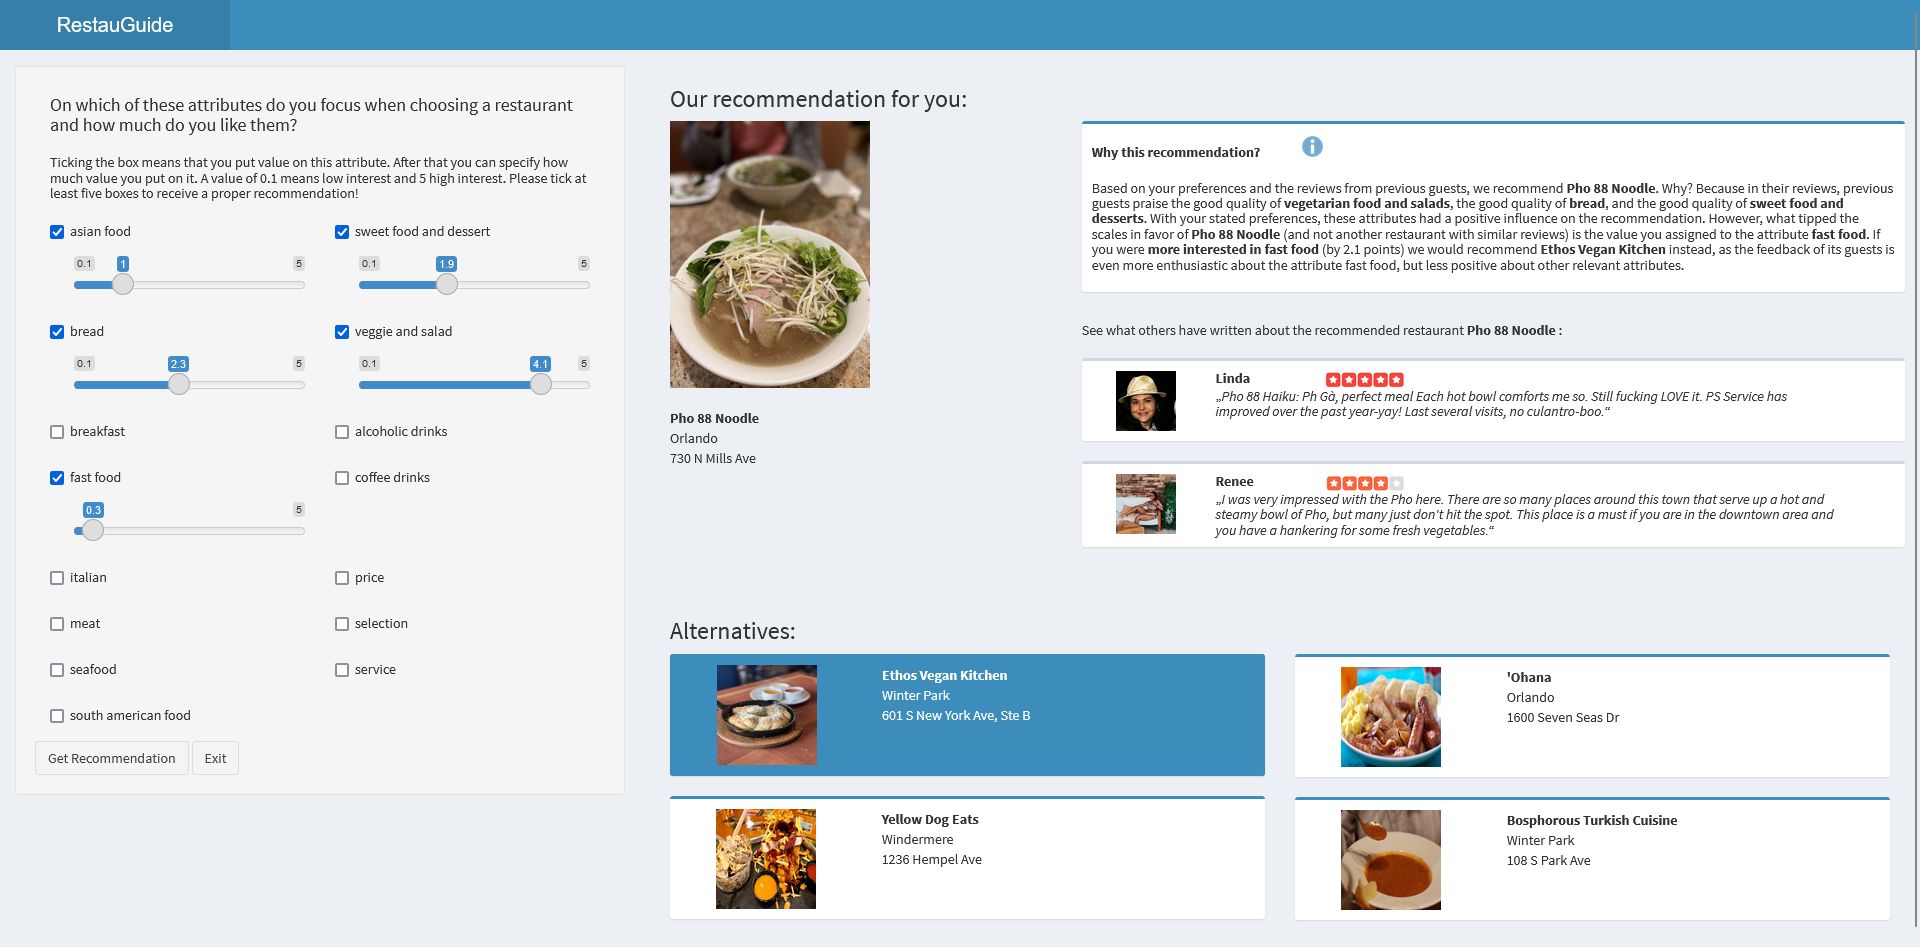 RestauGuide
On which of these attributes do you focus when choosing a restaurant
and how much do you like them?
Ticking the box means that you put value on this attribute. After that you can specify how
much value you put on it. A value of 0.1 means low interest and 5 high interest. Please tick at
least five boxes to receive a proper recommendation!
asian food
0.1 1 5
sweet food and dessert
0.1 1.9 5
bread
0.1 2.3 5
veggie and salad
0.1 4.1 5
breakfast
alcoholic drinks
fast food
0.3 5
coffee drinks
italian
price
meat
selection
seafood
service
south american food
Get Recommendation
Exit
Our recommendation for you:
Pho 88 Noodle
Orlando
730 N Mills Ave
Why this recommendation?
Based on your preferences and the reviews from previous guests, we recommend Pho 88 Noodle. Why? Because in their reviews, previous
guests praise the good quality of vegetarian food and salads, the good quality of bread, and the good quality of sweet food and
desserts. With your stated preferences, these attributes had a positive influence on the recommendation. However, what tipped the
scales in favor of Pho 88 Noodle (and not another restaurant with similar reviews) is the value you assigned to the attribute fast food. If
you were more interested in fast food (by 2.1 points) we would recommend Ethos Vegan Kitchen instead, as the feedback of its guests is
even more enthusiastic about the attribute fast food, but less positive about other relevant attributes.
See what others have written about the recommended restaurant Pho 88 Noodle :
Linda
„Pho 88 Haiku: Ph Gà, perfect meal Each hot bowl comforts me so. Still fucking LOVE it. PS Service has
improved over the past year-yay! Last several visits, no culantro-boo.“
Renee
„I was very impressed with the Pho here. There are so many places around this town that serve up a hot and
steamy bowl of Pho, but many just don't hit the spot. This place is a must if you are in the downtown area and
you have a hankering for some fresh vegetables.“
Alternatives:
Ethos Vegan Kitchen
Winter Park
601 S New York Ave, Ste B
'Ohana
Orlando
1600 Seven Seas Dr
Yellow Dog Eats
Windermere
1236 Hempel Ave
Bosphorous Turkish Cuisine
Winter Park
108 S Park Ave